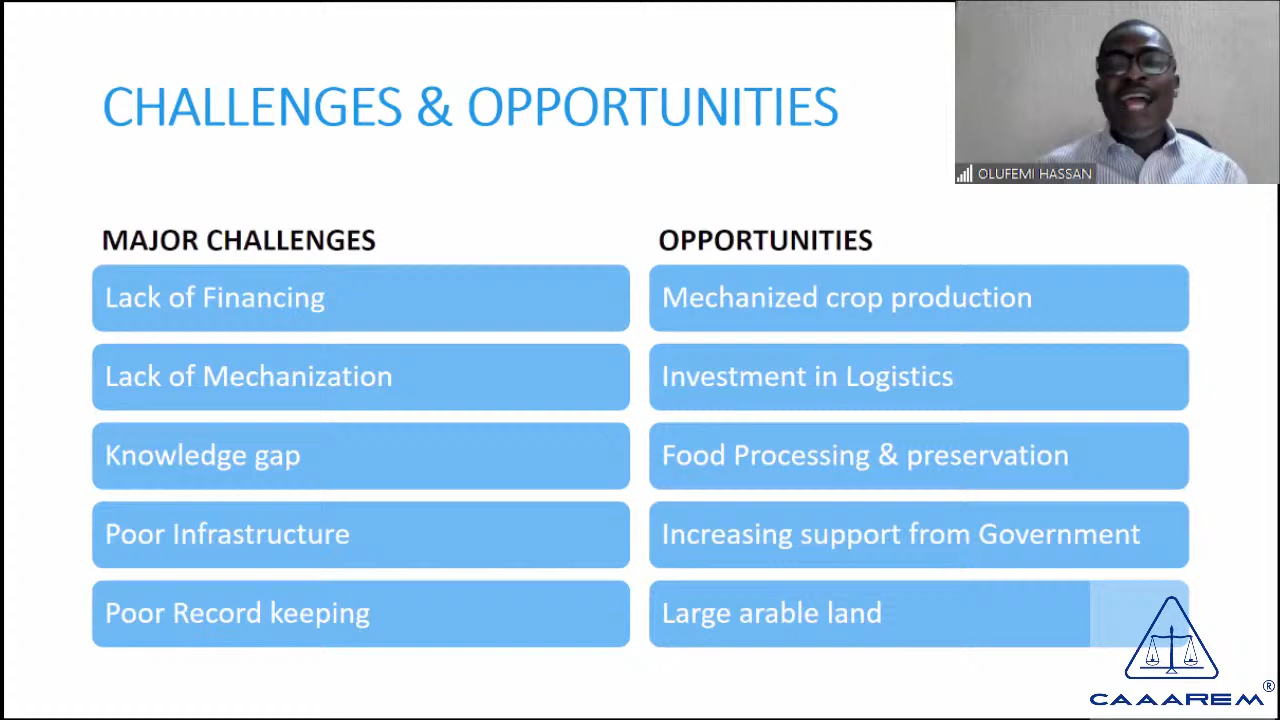 CHALLENGES & OPPORTUNITIES
OLUFEMI HASSAN
MAJOR CHALLENGES
Lack of Financing
Lack of Mechanization
Knowledge gap
Poor Infrastructure
Poor Record keeping
OPPORTUNITIES
Mechanized crop production
Investment in Logistics
Food Processing & preservation
Increasing support from Government
Large arable land
CAAAREM®